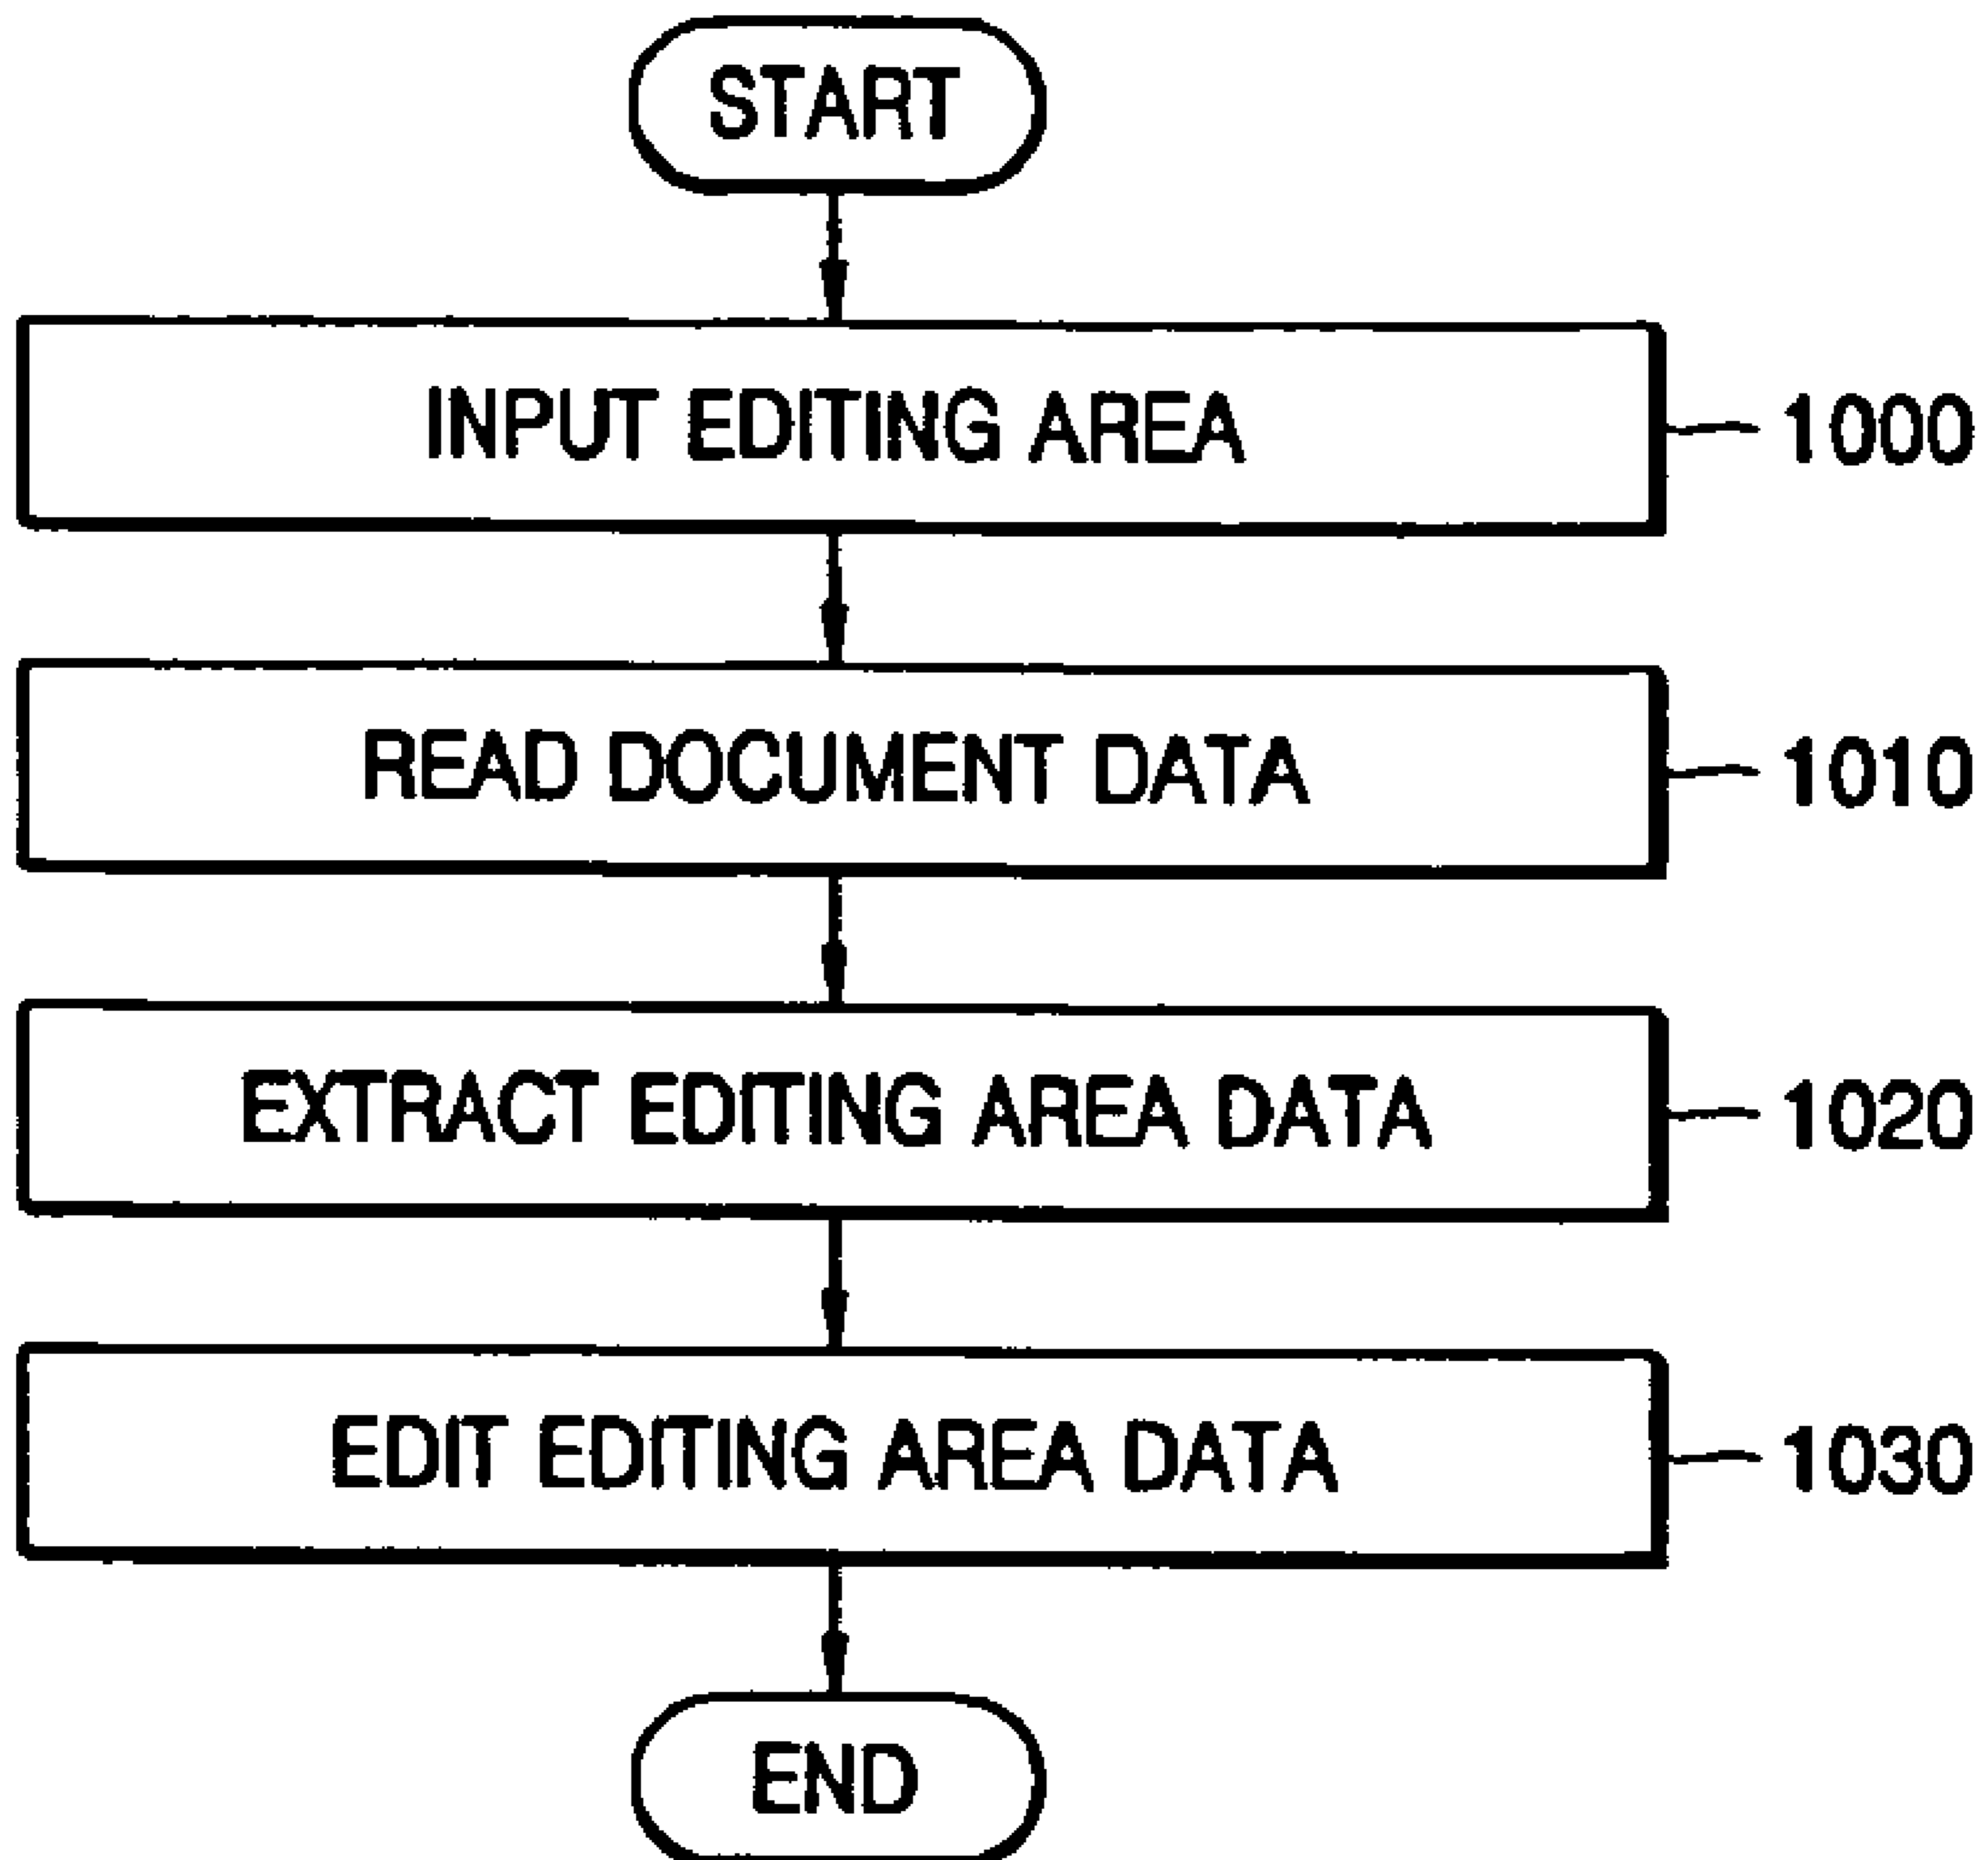 START
INPUT EDITING AREA
1000
READ DOCUMENT DATA
1010
EXTRACT EDITING AREA DATA
1020
EDIT EDITING AREA DATA
1030
END